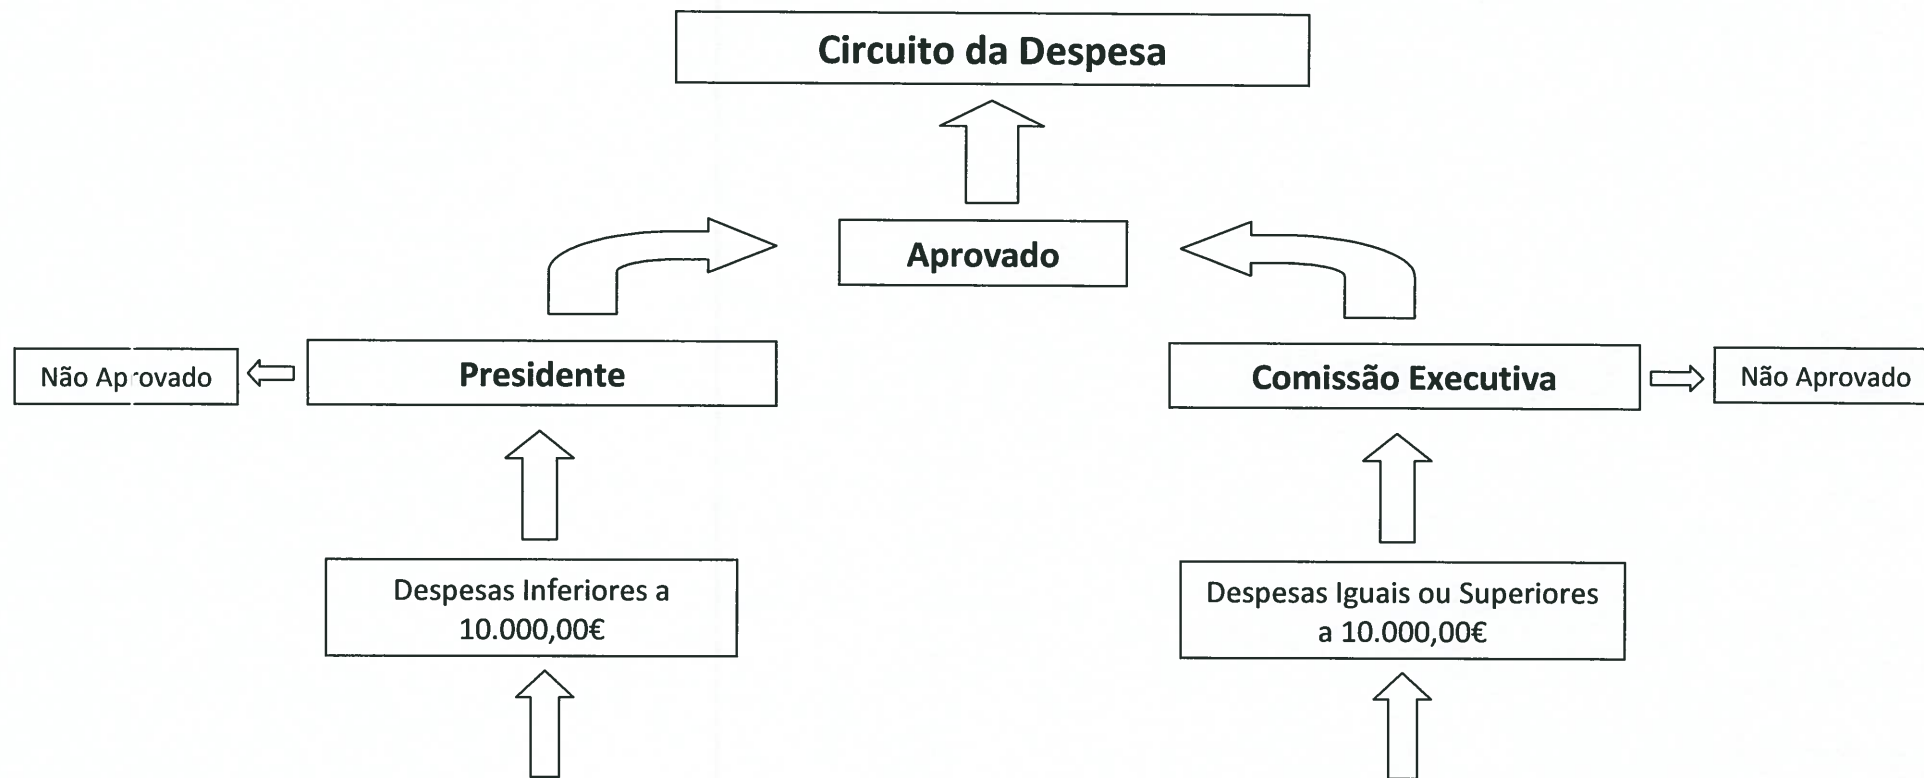 Circuito da Despesa
Aprovado
Não Aprovado
Presidente
Comissão Executiva
Não Aprovado
Despesas Inferiores a
10.000,00€
Despesas Iguais ou Superiores
a 10.000,00€